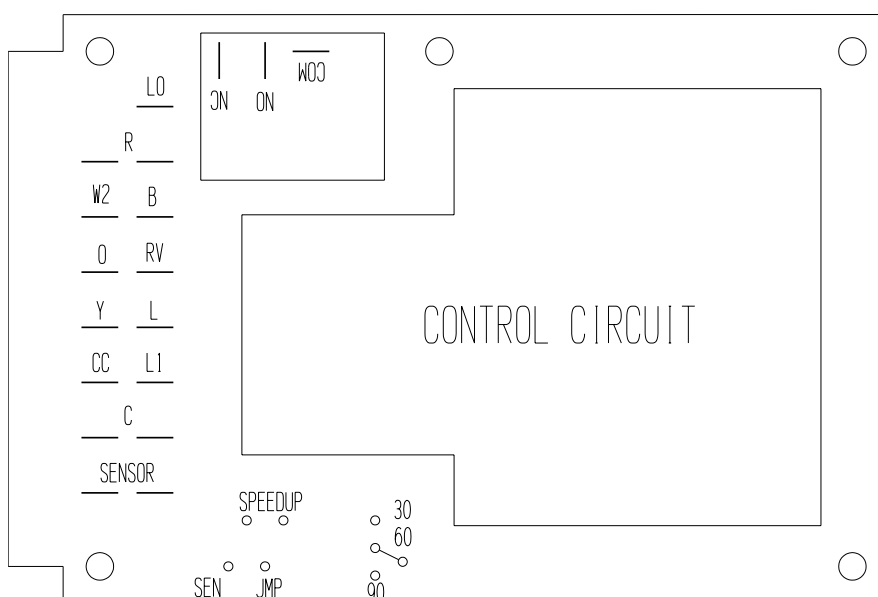 LO
COM
NC NO
R
W2 B
O RV
Y L
CONTROL CIRCUIT
CC L1
C
SENSOR
SPEEDUP
30
60
SEN JMP
90